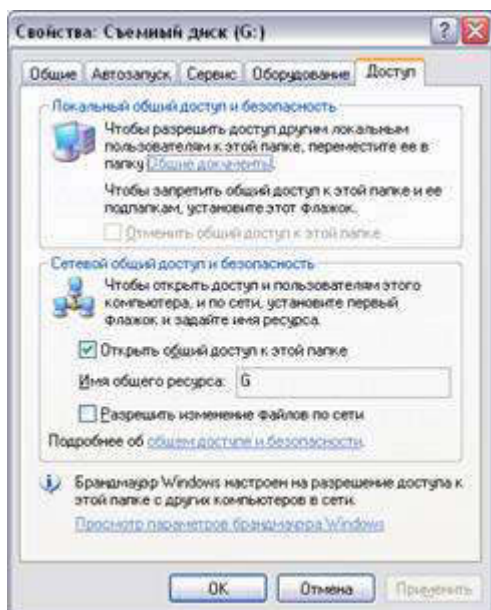 Свойства: Съемный диск (G:)
Общие Автозапуск Сервис Оборудование Доступ
Локальный общий доступ и безопасность
Чтобы разрешить доступ другим локальным
пользователям к этой папке, переместите ее в
папку Общие документы.
Чтобы запретить общий доступ к этой папке и ее
подпапкам, установите этот флажок.
Отменить общий доступ к этой папке
Сетевой общий доступ и безопасность
Чтобы открыть доступ и пользователям этого
компьютера, и по сети, установите первый
флажок и задайте имя ресурса.
Открыть общий доступ к этой папке
Имя общего ресурса: G
Разрешить изменение файлов по сети
Подробнее об общем доступе и безопасности.
Брандмауэр Windows настроен на разрешение доступа к
этой папке с других компьютеров в сети.
Просмотр параметров брандмауэра Windows
OK Отмена Применить